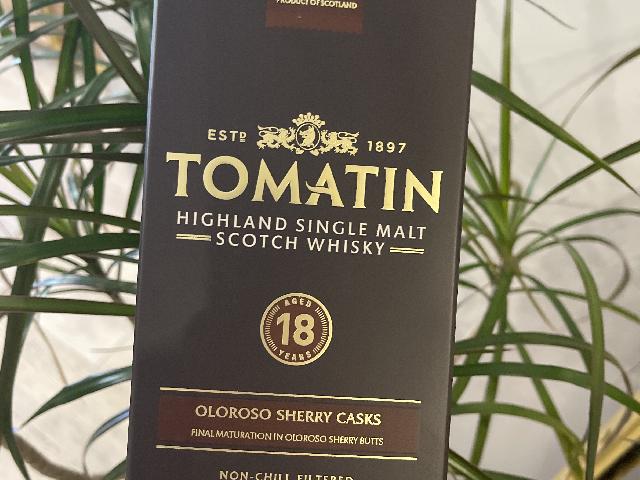 PRODUCT OF SCOTLAND
ESTD 1897
TOMATIN
HIGHLAND SINGLE MALT
SCOTCH WHISKY
AGED
18
YEARS
OLOROSO SHERRY CASKS
FINAL MATURATION IN OLOROSO SHERRY BUTTS
NON-CHILL FILTERED